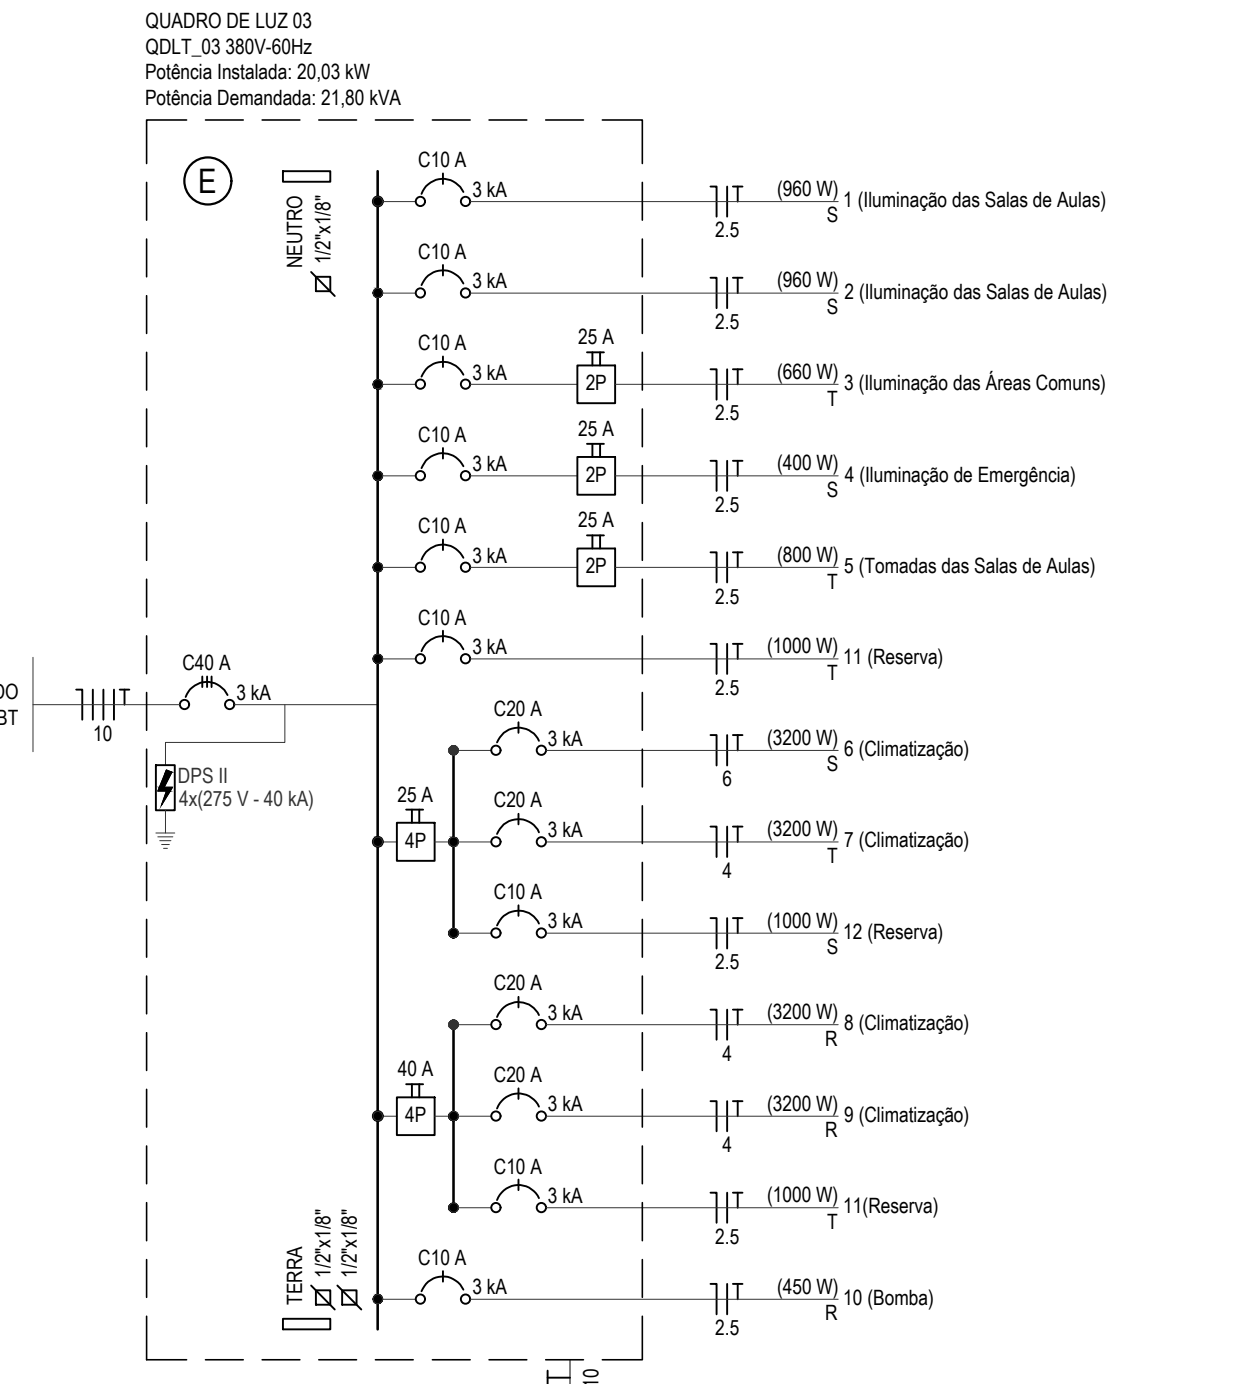 QUADRO DE LUZ 03
QDLT_03 380V-60Hz
Potência Instalada: 20,03 kW
Potência Demandada: 21,80 kVA
E
NEUTRO
1/2"x1/8"
C10 A
3 kA
2.5
(960 W)
S
1 (Iluminação das Salas de Aulas)
C10 A
3 kA
2.5
(960 W)
S
2 (Iluminação das Salas de Aulas)
C10 A
3 kA
25 A
2P
2.5
(660 W)
T
3 (Iluminação das Áreas Comuns)
C10 A
3 kA
25 A
2P
2.5
(400 W)
S
4 (Iluminação de Emergência)
C10 A
3 kA
25 A
2P
2.5
(800 W)
T
5 (Tomadas das Salas de Aulas)
C10 A
3 kA
2.5
(1000 W)
T
11 (Reserva)
DO
BT
10
C40 A
3 kA
DPS II
4x(275 V - 40 kA)
25 A
4P
C20 A
3 kA
6
(3200 W)
S
6 (Climatização)
C20 A
3 kA
4
(3200 W)
T
7 (Climatização)
C10 A
3 kA
2.5
(1000 W)
S
12 (Reserva)
40 A
4P
C20 A
3 kA
4
(3200 W)
R
8 (Climatização)
C20 A
3 kA
4
(3200 W)
R
9 (Climatização)
C10 A
3 kA
2.5
(1000 W)
T
11(Reserva)
TERRA
1/2"x1/8"
1/2"x1/8"
C10 A
3 kA
2.5
(450 W)
R
10 (Bomba)
10